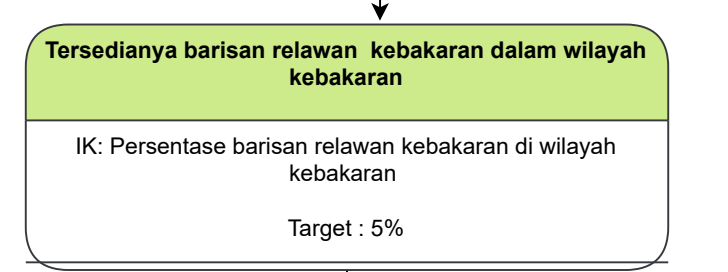 Tersedianya barisan relawan  kebakaran dalam wilayah
kebakaran
IK: Persentase barisan relawan kebakaran di wilayah
kebakaran
Target : 5%